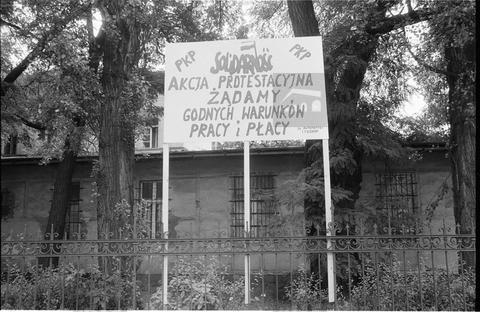 PKP SOLIDARNOŚĆ PKP
AKCJA PROTESTACYJNA
ŻĄDAMY
GODNYCH WARUNKÓW
PRACY i PŁACY